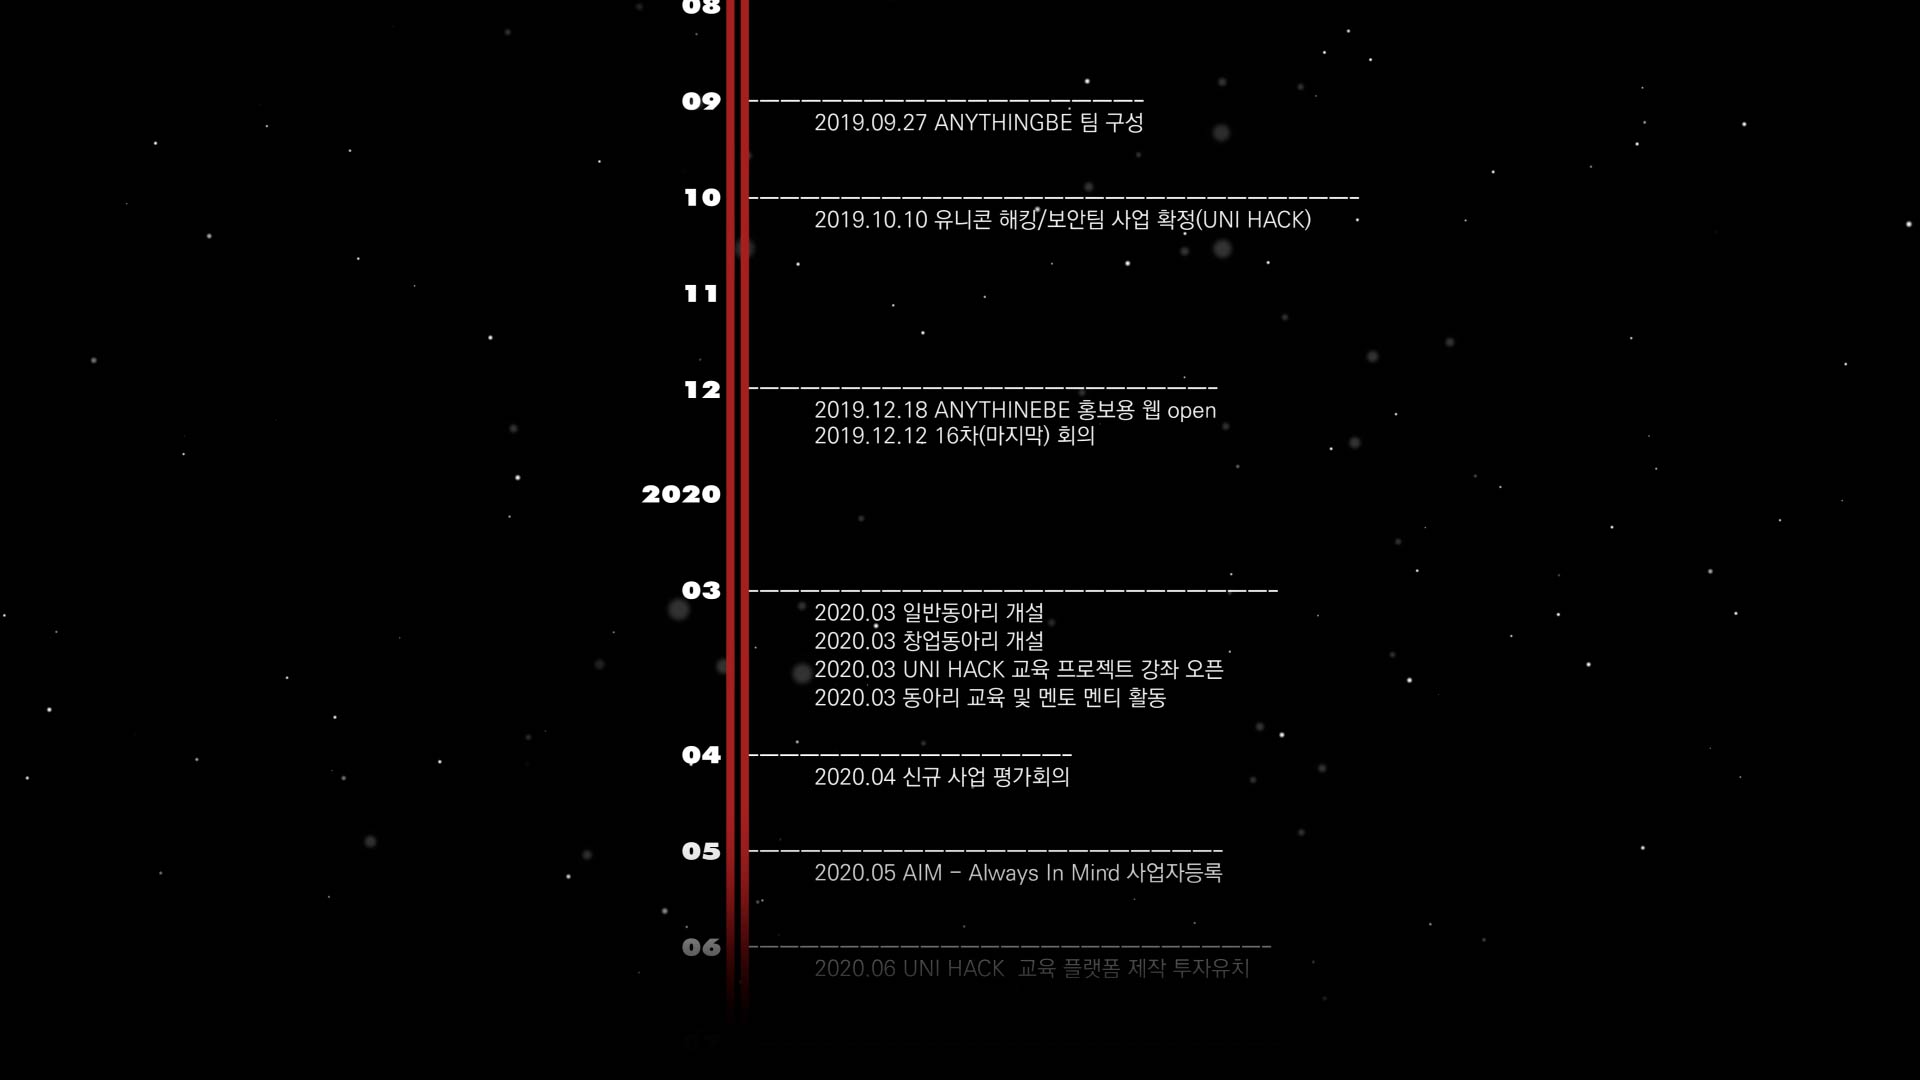 08
09
2019.09.27 ANYTHINGBE 팀 구성
10
2019.10.10 유니콘 해킹/보안팀 사업 확정(UNI HACK)
11
12
2019.12.18 ANYTHINEBE 홍보용 웹 open
2019.12.12 16차(마지막) 회의
2020
03
2020.03 일반동아리 개설
2020.03 창업동아리 개설
2020.03 UNI HACK 교육 프로젝트 강좌 오픈
2020.03 동아리 교육 및 멘토 멘티 활동
04
2020.04 신규 사업 평가회의
05
2020.05 AIM - Always In Mind 사업자등록
06
2020.06 UNI HACK 교육 플랫폼 제작 투자유치
07